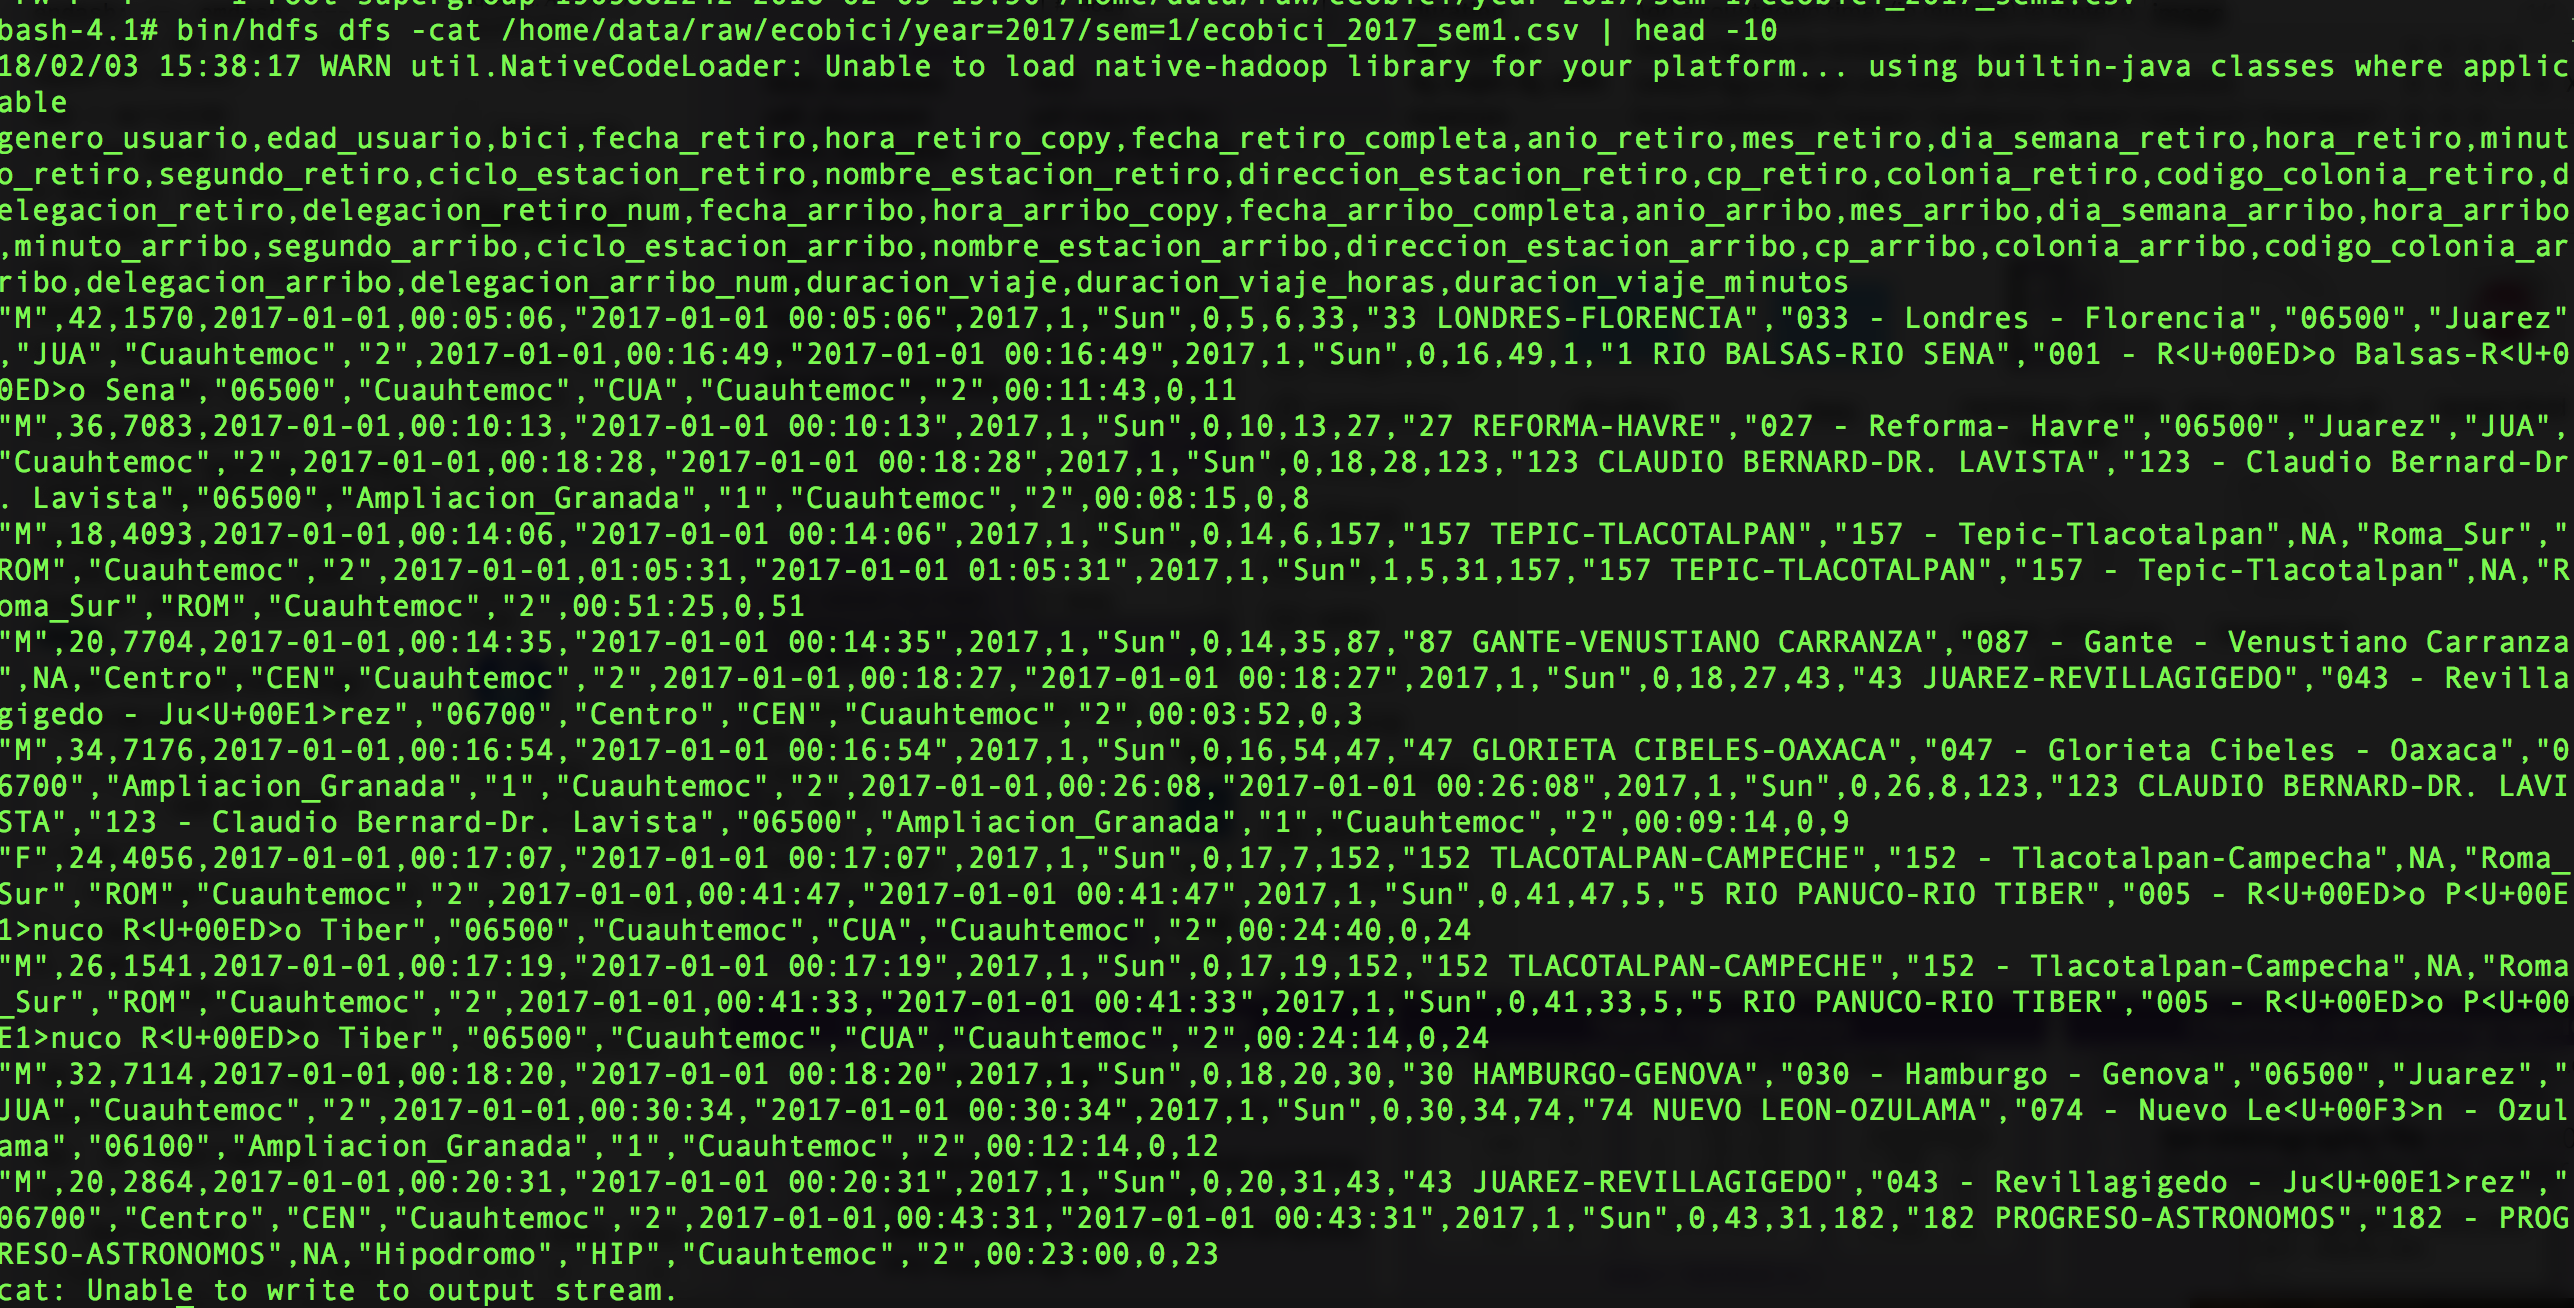 bash-4.1# bin/hdfs dfs -cat /home/data/raw/ecobici/year=2017/sem=1/ecobici_2017_sem1.csv | head -10
18/02/03 15:38:17 WARN util.NativeCodeLoader: Unable to load native-hadoop library for your platform... using builtin-java classes where applic
able
genero_usuario,edad_usuario,bici,fecha_retiro,hora_retiro_copy,fecha_retiro_completa,anio_retiro,mes_retiro,dia_semana_retiro,hora_retiro,minut
o_retiro,segundo_retiro,ciclo_estacion_retiro,nombre_estacion_retiro,direccion_estacion_retiro,cp_retiro,colonia_retiro,codigo_colonia_retiro,d
elegacion_retiro,delegacion_retiro_num,fecha_arribo,hora_arribo_copy,fecha_arribo_completa,anio_arribo,mes_arribo,dia_semana_arribo,hora_arribo
,minuto_arribo,segundo_arribo,ciclo_estacion_arribo,nombre_estacion_arribo,direccion_estacion_arribo,cp_arribo,colonia_arribo,codigo_colonia_ar
ribo,delegacion_arribo,delegacion_arribo_num,duracion_viaje,duracion_viaje_horas,duracion_viaje_minutos
"M",42,1570,2017-01-01,00:05:06,"2017-01-01 00:05:06",2017,1,"Sun",0,5,6,33,"33 LONDRES-FLORENCIA","033 - Londres - Florencia","06500","Juarez"
,"JUA","Cuauhtemoc","2",2017-01-01,00:16:49,"2017-01-01 00:16:49",2017,1,"Sun",0,16,49,1,"1 RIO BALSAS-RIO SENA","001 - R<U+00ED>o Balsas-R<U+0
0ED>o Sena","06500","Cuauhtemoc","CUA","Cuauhtemoc","2",00:11:43,0,11
"M",36,7083,2017-01-01,00:10:13,"2017-01-01 00:10:13",2017,1,"Sun",0,10,13,27,"27 REFORMA-HAVRE","027 - Reforma- Havre","06500","Juarez","JUA",
"Cuauhtemoc","2",2017-01-01,00:18:28,"2017-01-01 00:18:28",2017,1,"Sun",0,18,28,123,"123 CLAUDIO BERNARD-DR. LAVISTA","123 - Claudio Bernard-Dr
. Lavista","06500","Ampliacion_Granada","1","Cuauhtemoc","2",00:08:15,0,8
"M",18,4093,2017-01-01,00:14:06,"2017-01-01 00:14:06",2017,1,"Sun",0,14,6,157,"157 TEPIC-TLACOTALPAN","157 - Tepic-Tlacotalpan",NA,"Roma_Sur","
ROM","Cuauhtemoc","2",2017-01-01,01:05:31,"2017-01-01 01:05:31",2017,1,"Sun",1,5,31,157,"157 TEPIC-TLACOTALPAN","157 - Tepic-Tlacotalpan",NA,"R
oma_Sur","ROM","Cuauhtemoc","2",00:51:25,0,51
"M",20,7704,2017-01-01,00:14:35,"2017-01-01 00:14:35",2017,1,"Sun",0,14,35,87,"87 GANTE-VENUSTIANO CARRANZA","087 - Gante - Venustiano Carranza
",NA,"Centro","CEN","Cuauhtemoc","2",2017-01-01,00:18:27,"2017-01-01 00:18:27",2017,1,"Sun",0,18,27,43,"43 JUAREZ-REVILLAGIGEDO","043 - Revilla
gigedo - Ju<U+00E1>rez","06700","Centro","CEN","Cuauhtemoc","2",00:03:52,0,3
"M",34,7176,2017-01-01,00:16:54,"2017-01-01 00:16:54",2017,1,"Sun",0,16,54,47,"47 GLORIETA CIBELES-OAXACA","047 - Glorieta Cibeles - Oaxaca","0
6700","Ampliacion_Granada","1","Cuauhtemoc","2",2017-01-01,00:26:08,"2017-01-01 00:26:08",2017,1,"Sun",0,26,8,123,"123 CLAUDIO BERNARD-DR. LAVI
STA","123 - Claudio Bernard-Dr. Lavista","06500","Ampliacion_Granada","1","Cuauhtemoc","2",00:09:14,0,9
"F",24,4056,2017-01-01,00:17:07,"2017-01-01 00:17:07",2017,1,"Sun",0,17,7,152,"152 TLACOTALPAN-CAMPECHE","152 - Tlacotalpan-Campecha",NA,"Roma_
Sur","ROM","Cuauhtemoc","2",2017-01-01,00:41:47,"2017-01-01 00:41:47",2017,1,"Sun",0,41,47,5,"5 RIO PANUCO-RIO TIBER","005 - R<U+00ED>o P<U+00E
1>nuco R<U+00ED>o Tiber","06500","Cuauhtemoc","CUA","Cuauhtemoc","2",00:24:40,0,24
"M",26,1541,2017-01-01,00:17:19,"2017-01-01 00:17:19",2017,1,"Sun",0,17,19,152,"152 TLACOTALPAN-CAMPECHE","152 - Tlacotalpan-Campecha",NA,"Roma
_Sur","ROM","Cuauhtemoc","2",2017-01-01,00:41:33,"2017-01-01 00:41:33",2017,1,"Sun",0,41,33,5,"5 RIO PANUCO-RIO TIBER","005 - R<U+00ED>o P<U+00
E1>nuco R<U+00ED>o Tiber","06500","Cuauhtemoc","CUA","Cuauhtemoc","2",00:24:14,0,24
"M",32,7114,2017-01-01,00:18:20,"2017-01-01 00:18:20",2017,1,"Sun",0,18,20,30,"30 HAMBURGO-GENOVA","030 - Hamburgo - Genova","06500","Juarez","
JUA","Cuauhtemoc","2",2017-01-01,00:30:34,"2017-01-01 00:30:34",2017,1,"Sun",0,30,34,74,"74 NUEVO LEON-OZULAMA","074 - Nuevo Le<U+00F3>n - Ozul
ama","06100","Ampliacion_Granada","1","Cuauhtemoc","2",00:12:14,0,12
"M",20,2864,2017-01-01,00:20:31,"2017-01-01 00:20:31",2017,1,"Sun",0,20,31,43,"43 JUAREZ-REVILLAGIGEDO","043 - Revillagigedo - Ju<U+00E1>rez","
06700","Centro","CEN","Cuauhtemoc","2",2017-01-01,00:43:31,"2017-01-01 00:43:31",2017,1,"Sun",0,43,31,182,"182 PROGRESO-ASTRONOMOS","182 - PROG
RESO-ASTRONOMOS",NA,"Hipodromo","HIP","Cuauhtemoc","2",00:23:00,0,23
cat: Unable to write to output stream.